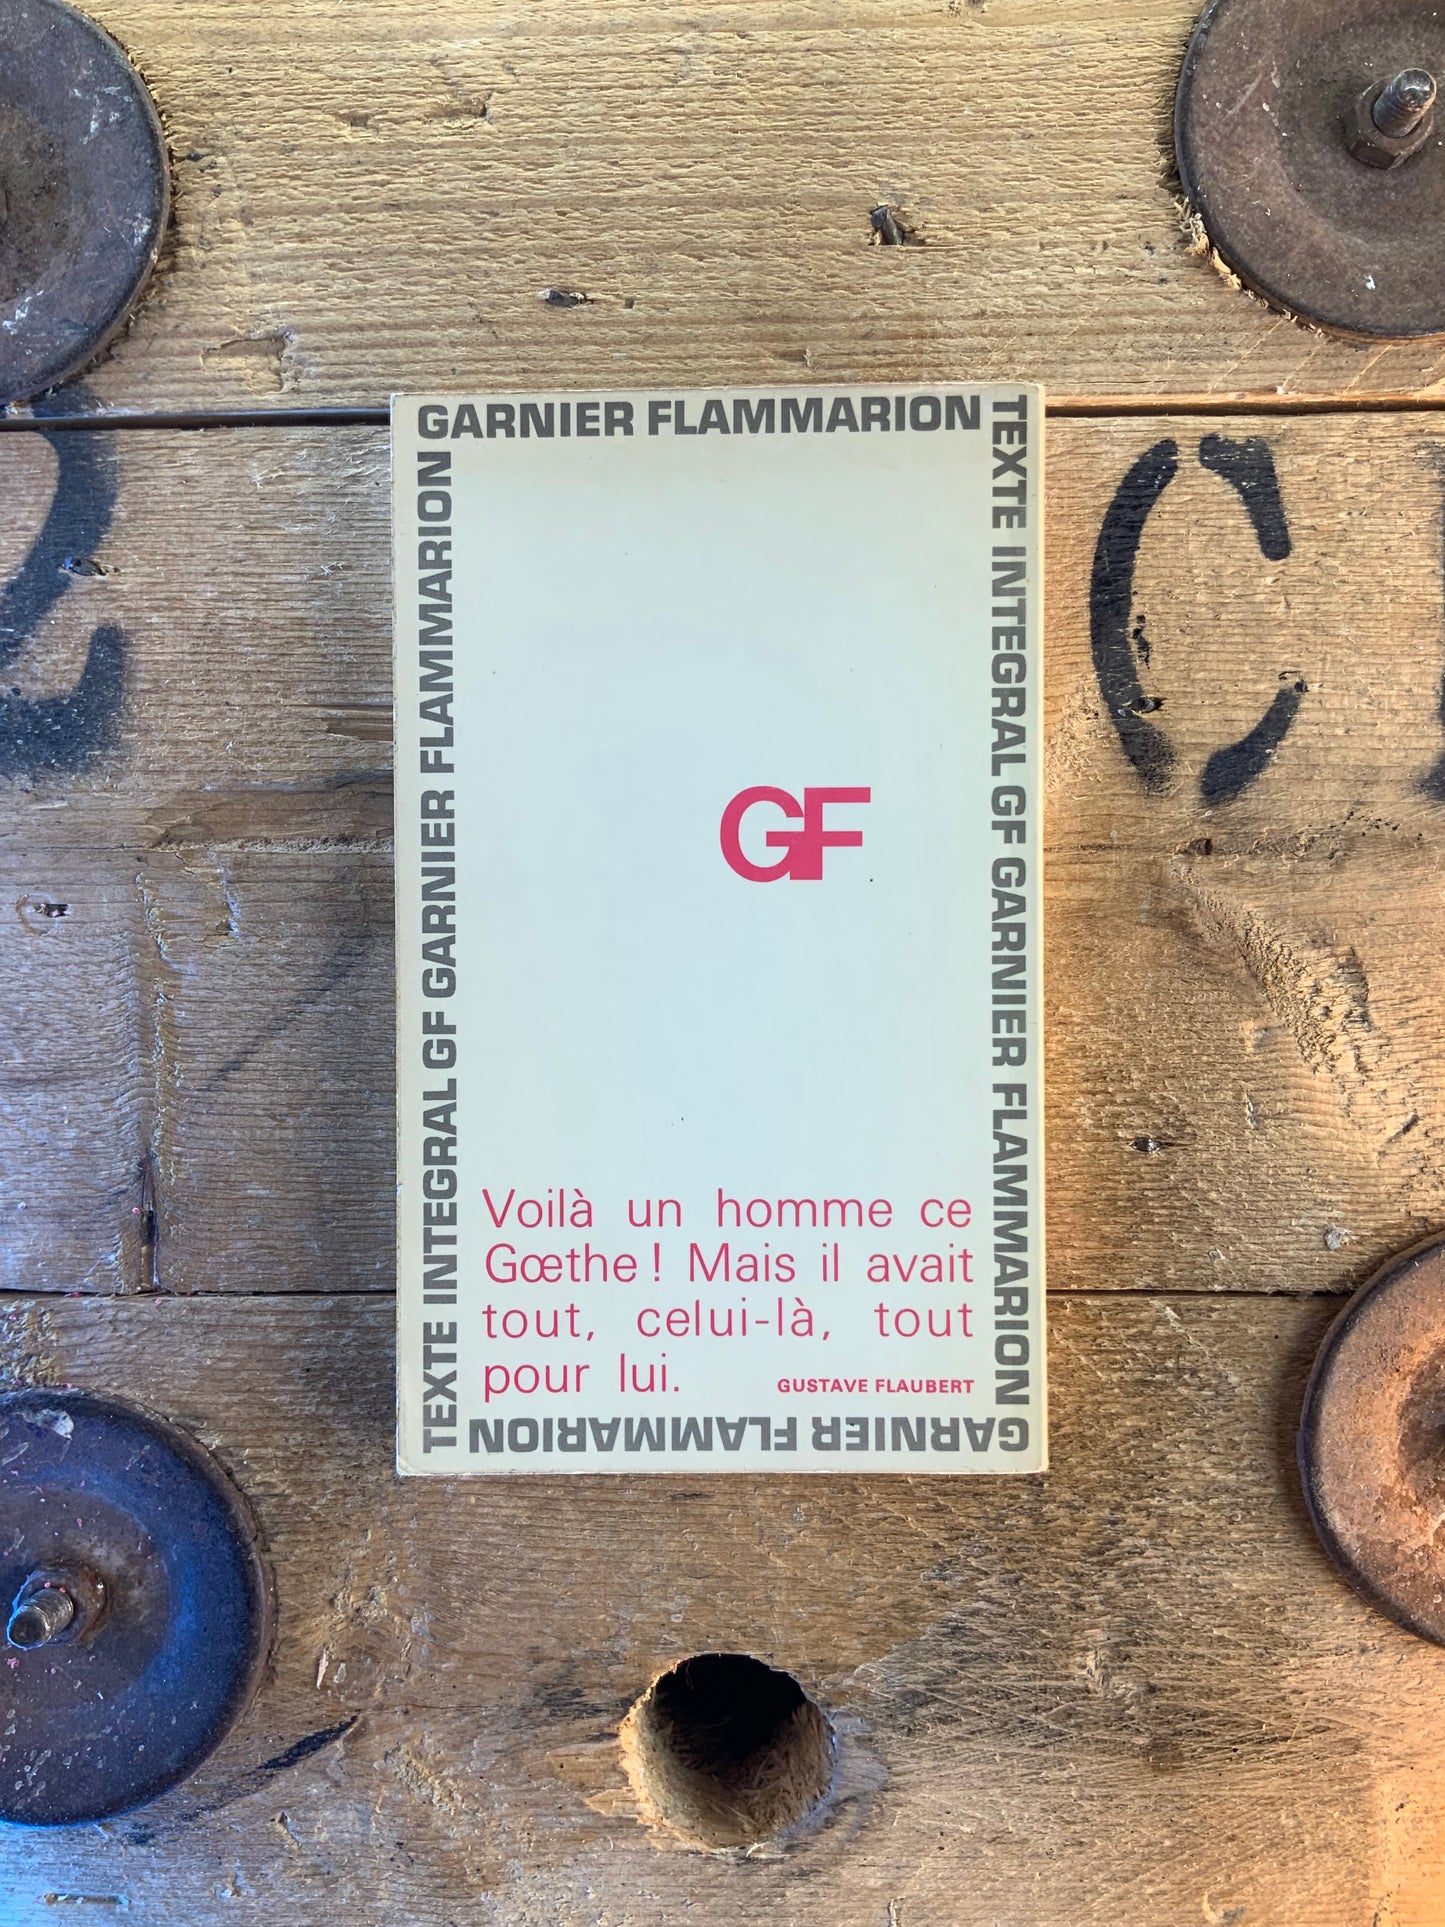 GARNIER FLAMMARION
TEXTE INTEGRAL GF GARNIER FLAMMARION
GARNIER FLAMMARION
TEXTE INTEGRAL GF GARNIER FLAMMARION
GF
Voilà un homme ce
Gœthe ! Mais il avait
tout, celui-là, tout
pour lui.
GUSTAVE FLAUBERT
C